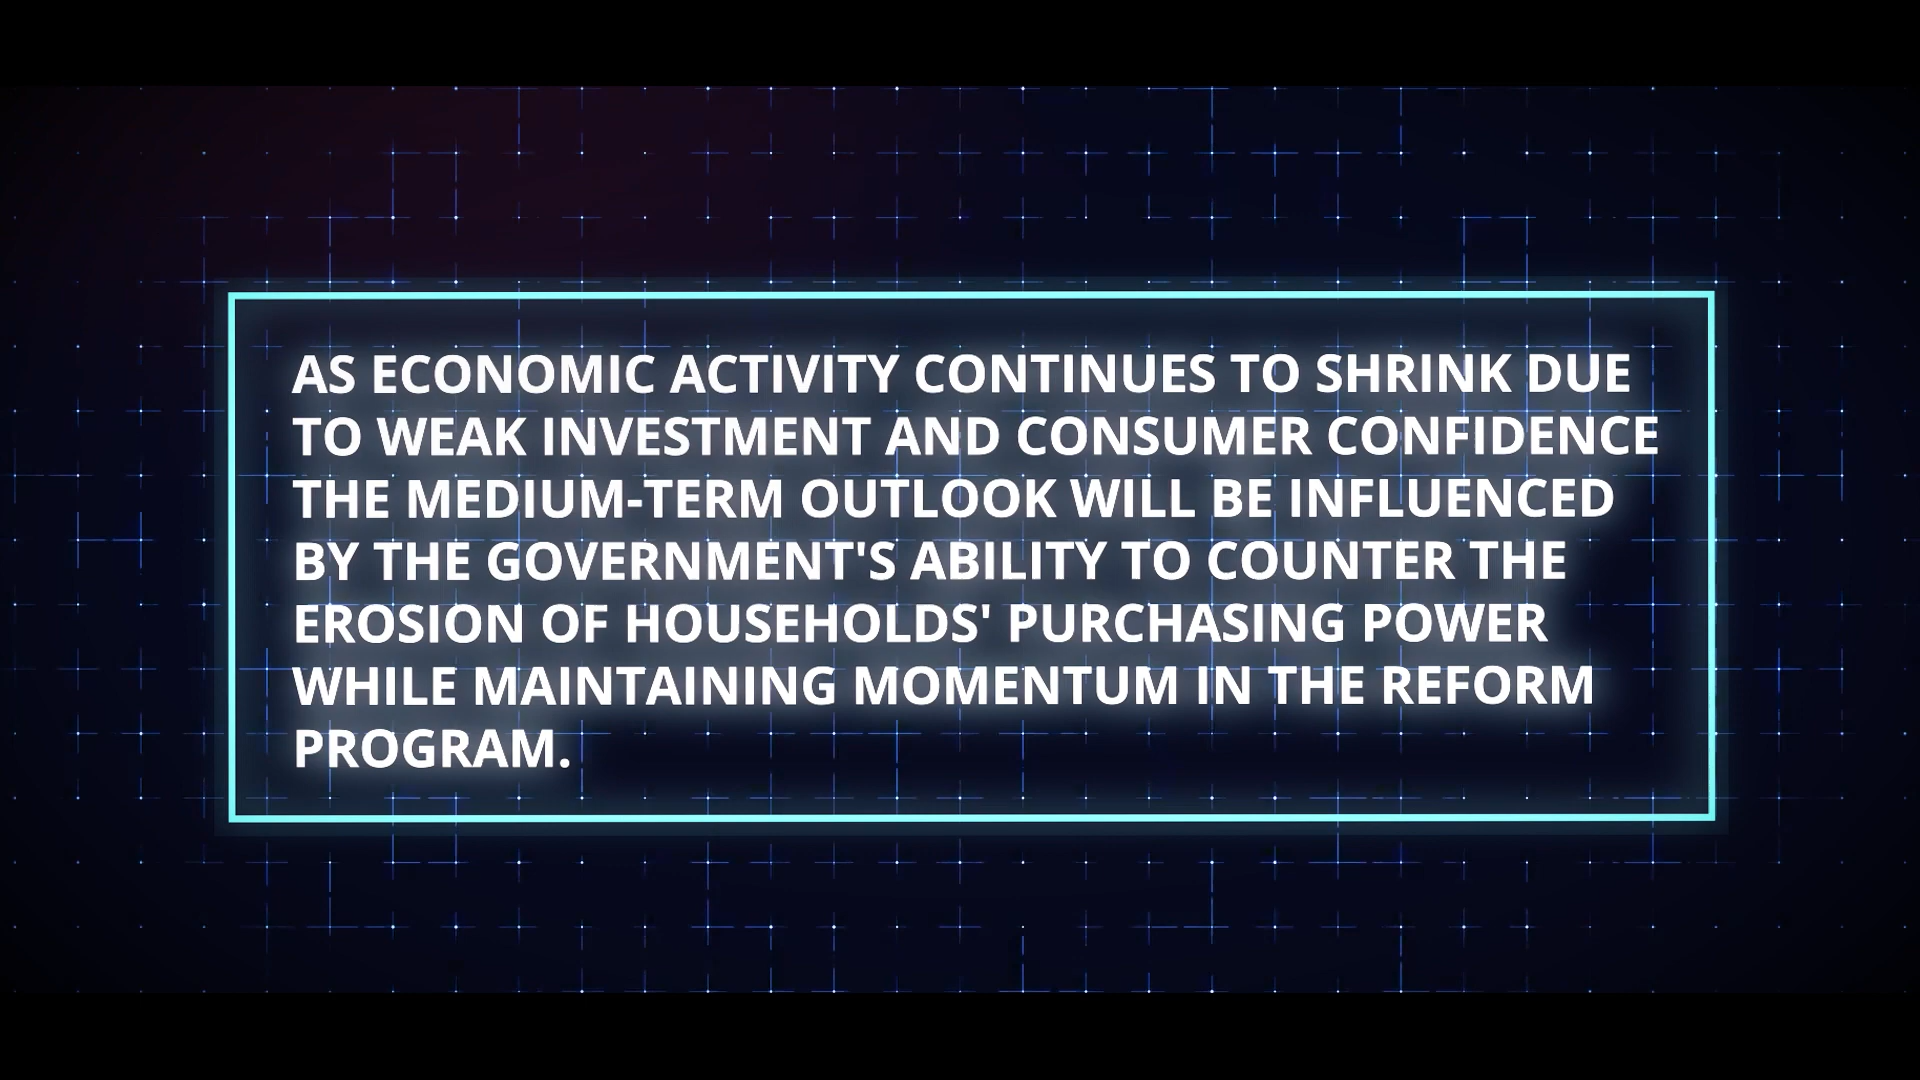 AS ECONOMIC ACTIVITY CONTINUES TO SHRINK DUE
TO WEAK INVESTMENT AND CONSUMER CONFIDENCE
THE MEDIUM-TERM OUTLOOK WILL BE INFLUENCED
BY THE GOVERNMENT'S ABILITY TO COUNTER THE
EROSION OF HOUSEHOLDS' PURCHASING POWER
WHILE MAINTAINING MOMENTUM IN THE REFORM
PROGRAM.